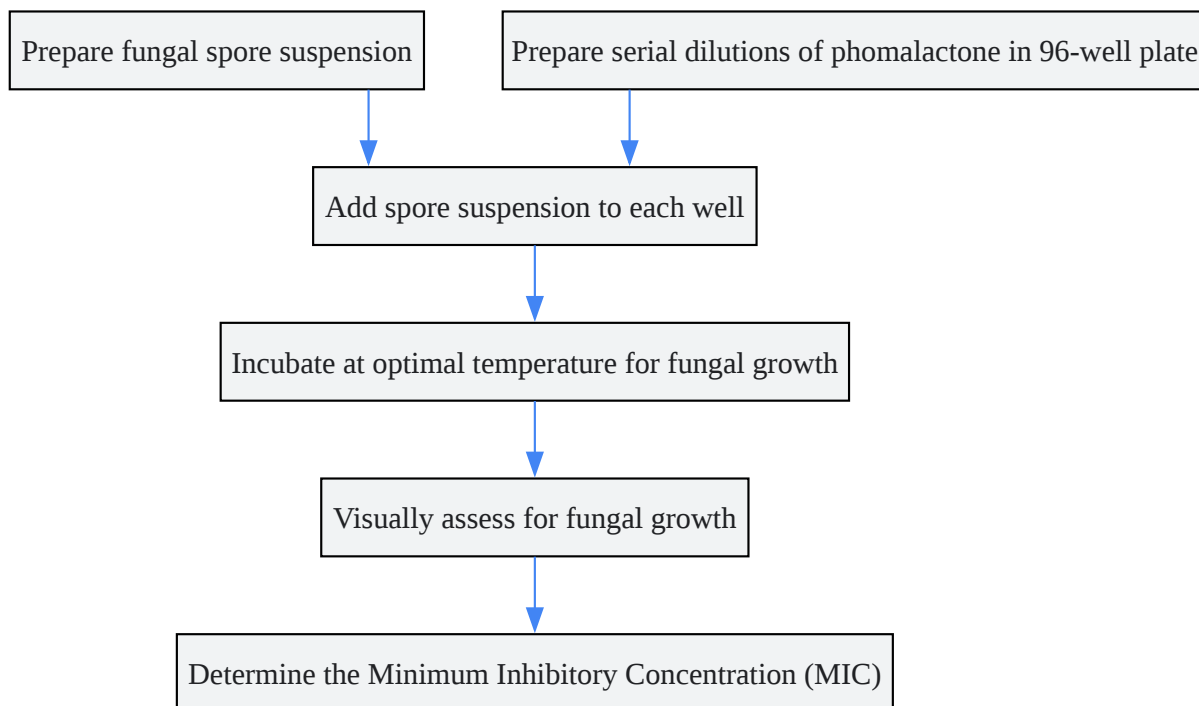 Prepare fungal spore suspension
Prepare serial dilutions of phomalactone in 96-well plate
Add spore suspension to each well
Incubate at optimal temperature for fungal growth
Visually assess for fungal growth
Determine the Minimum Inhibitory Concentration (MIC)